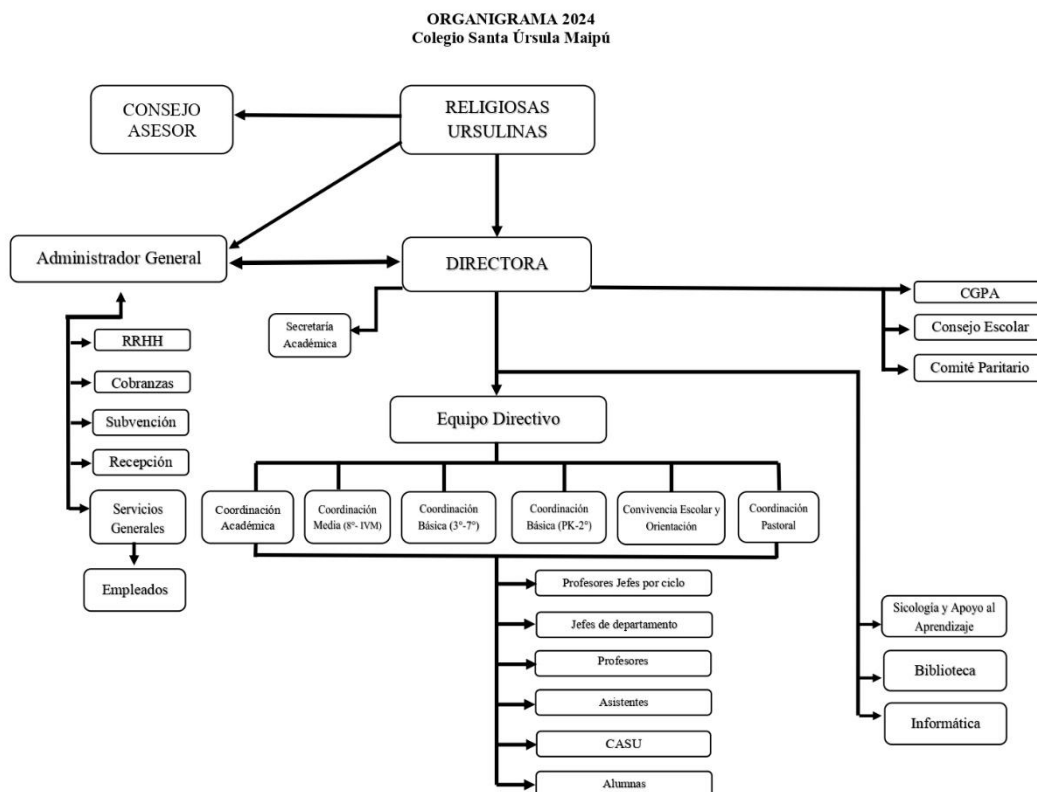 ORGANIGRAMA 2024
Colegio Santa Úrsula Maipú
CONSEJO
ASESOR
RELIGIOSAS
URSULINAS
Administrador General
DIRECTORA
CGPA
Secretaría
Académica
Consejo Escolar
RRHH
Comité Paritario
Cobranzas
Equipo Directivo
Subvención
Recepción
Servicios
Generales
Coordinación
Académica
Coordinación
Media (8°- IVM)
Coordinación
Básica (3°-7°)
Coordinación
Básica (PK-2°)
Convivencia Escolar y
Orientación
Coordinación
Pastoral
Empleados
Profesores Jefes por ciclo
Jefes de departamento
Profesores
Asistentes
CASU
Alumnas
Sicología y Apoyo al
Aprendizaje
Biblioteca
Informática